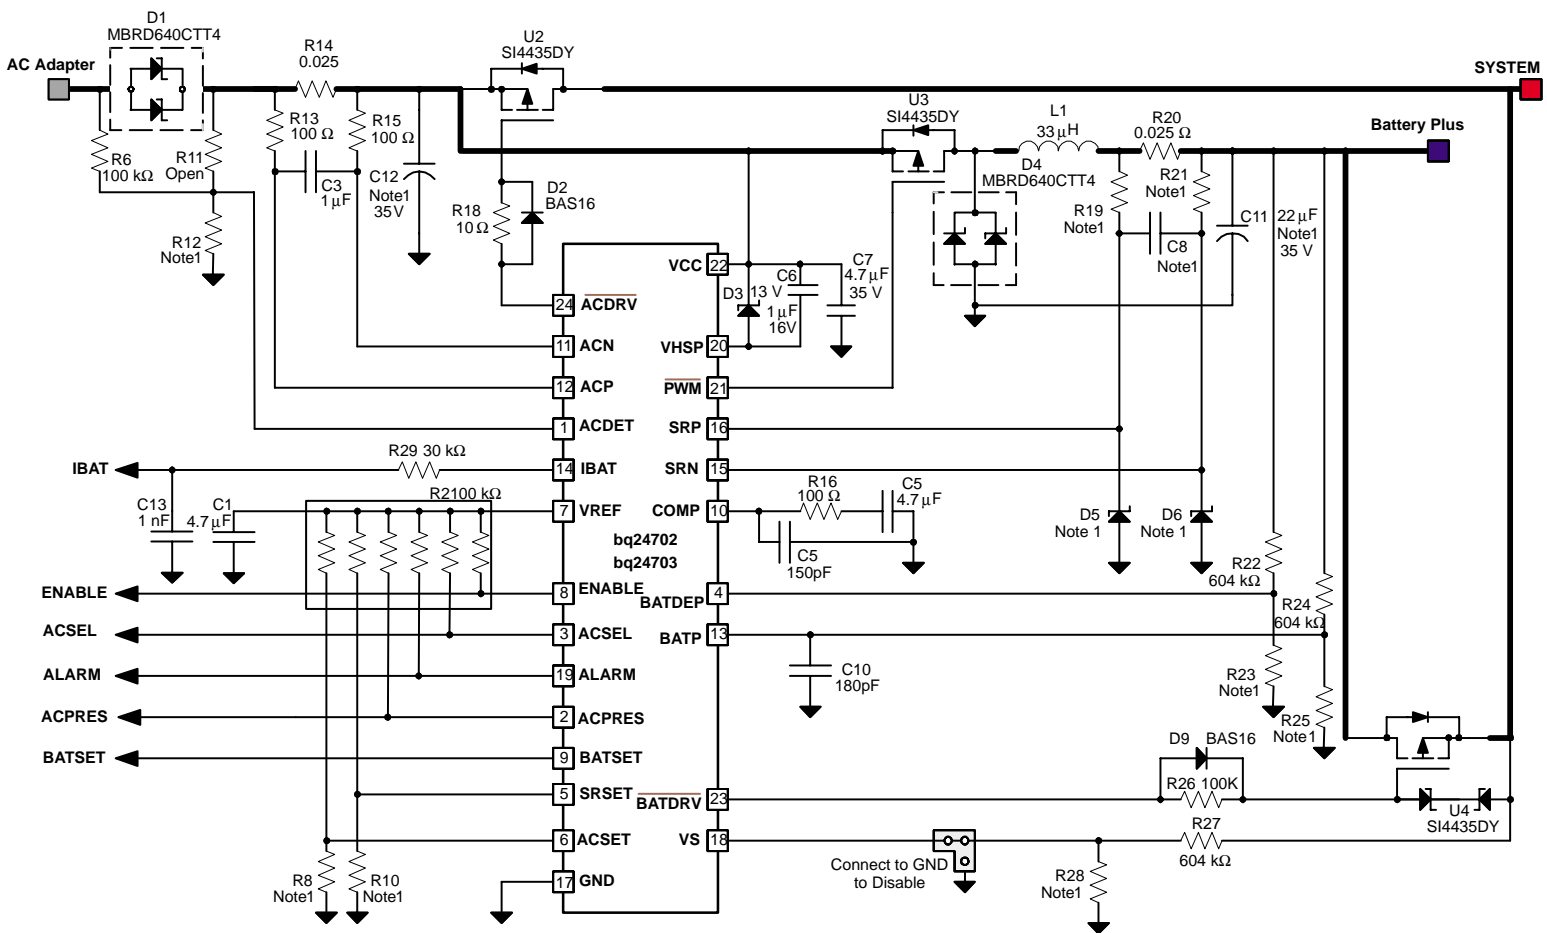 D1
MBRD640CTT4
AC Adapter
R14
0.025
U2
SI4435DY
SYSTEM
R6
100 kΩ
R11
Open
R12
Note1
R13
100 Ω
R15
100 Ω
C3
1 µF
C12
Note1
35 V
R18
10 Ω
D2
BAS16
U3
SI4435DY
L1
33 µH
R20
0.025 Ω
Battery Plus
D4
MBRD640CTT4
R19
Note1
R21
Note1
C8
Note1
C11
22 µF
Note1
35 V
VCC
22
D3
13 V
C6
1 µF
16V
C7
4.7 µF
35 V
24
ACDRV
11
ACN
VHSP
20
12
ACP
PWM
21
1
ACDET
SRP
16
IBAT
R29 30 kΩ
14
IBAT
SRN
15
C13
1 nF
C1
4.7 µF
R2100 kΩ
7
VREF
COMP
10
R16
100 Ω
C5
4.7 µF
C5
150pF
D5
Note 1
D6
Note 1
bq24702
bq24703
R22
604 kΩ
R24
604 kΩ
ENABLE
8
ENABLE
BATDEP
4
ACSEL
3
ACSEL
BATP
13
C10
180pF
ALARM
19
ALARM
R23
Note1
ACPRES
2
ACPRES
R25
Note1
BATSET
9
BATSET
D9
BAS16
R26 100K
5
SRSET
BATDRV
23
U4
SI4435DY
6
ACSET
VS
18
Connect to GND
to Disable
R27
604 kΩ
R28
Note1
R8
Note1
R10
Note1
17
GND